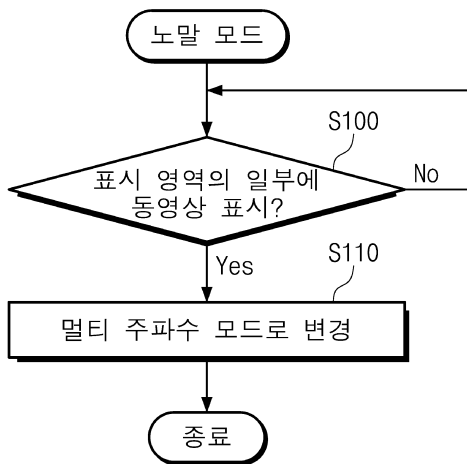 노말 모드
S100
표시 영역의 일부에
동영상 표시?
No
Yes
S110
멀티 주파수 모드로 변경
종료